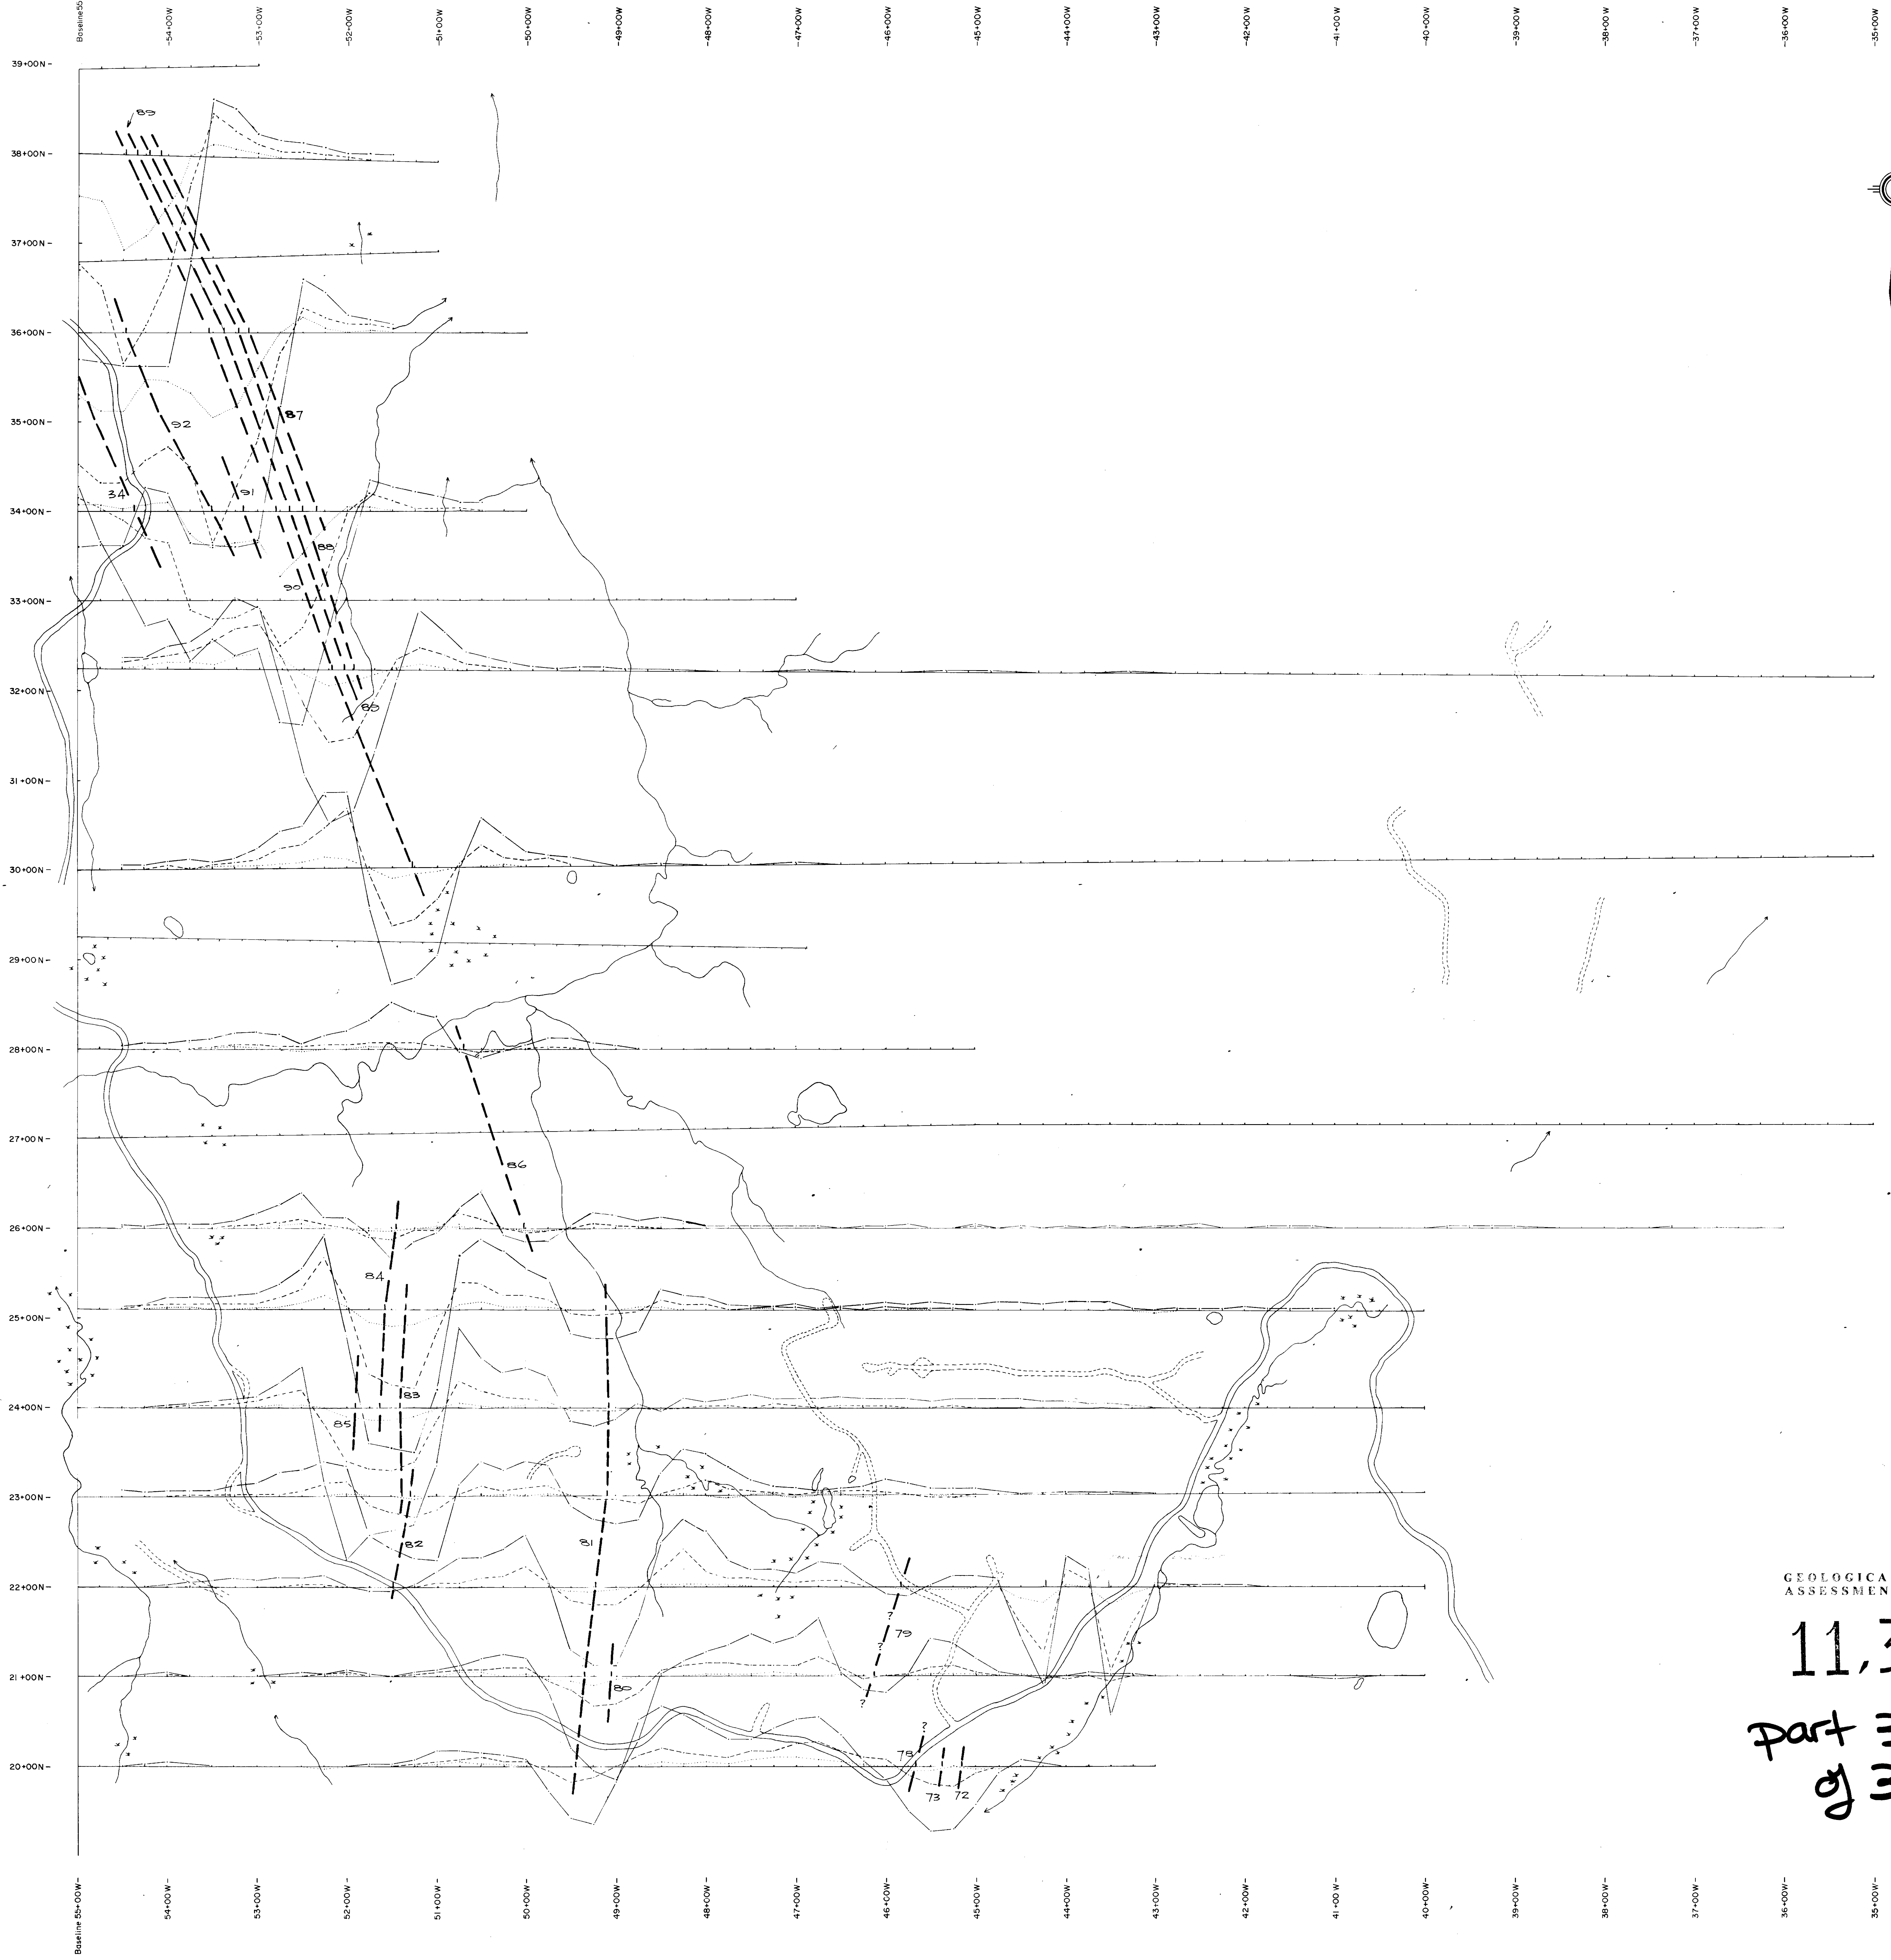 Baseline 55
-54+00W
-53+00W
-52+00W
-51+00W
-50+00W
-49+00W
-48+00W
-47+00W
-46+00W
-45+00W
-44+00W
-43+00W
-42+00W
-41+00W
-40+00W
-39+00W
-38+00W
-37+00W
-36+00W
-35+00W
39+00N -
89
38+00N -
37+00N -
36+00N -
87
35+00N -
92
34
91
34+00N -
88
90
33+00N -
32+00N -
89
31+00N -
30+00N -
29+00N -
28+00N -
27+00N -
86
26+00N -
84
25+00N -
83
24+00N -
85
23+00N -
82
81
22+00N -
GEOLOGICA
ASSESSMEN
?
79
?
11,3
21+00N -
80
?
?
part 3
78
20+00N -
of 3
73
72
Baseline 55+00W -
54+00W -
53+00W -
52+00W -
51+00W -
50+00W -
49+00W -
48+00W -
47+00W -
46+00W -
45+00W -
44+00W -
43+00W -
42+00W -
41+00W -
40+00W -
39+00W -
38+00W -
37+00W -
36+00W -
35+00W -